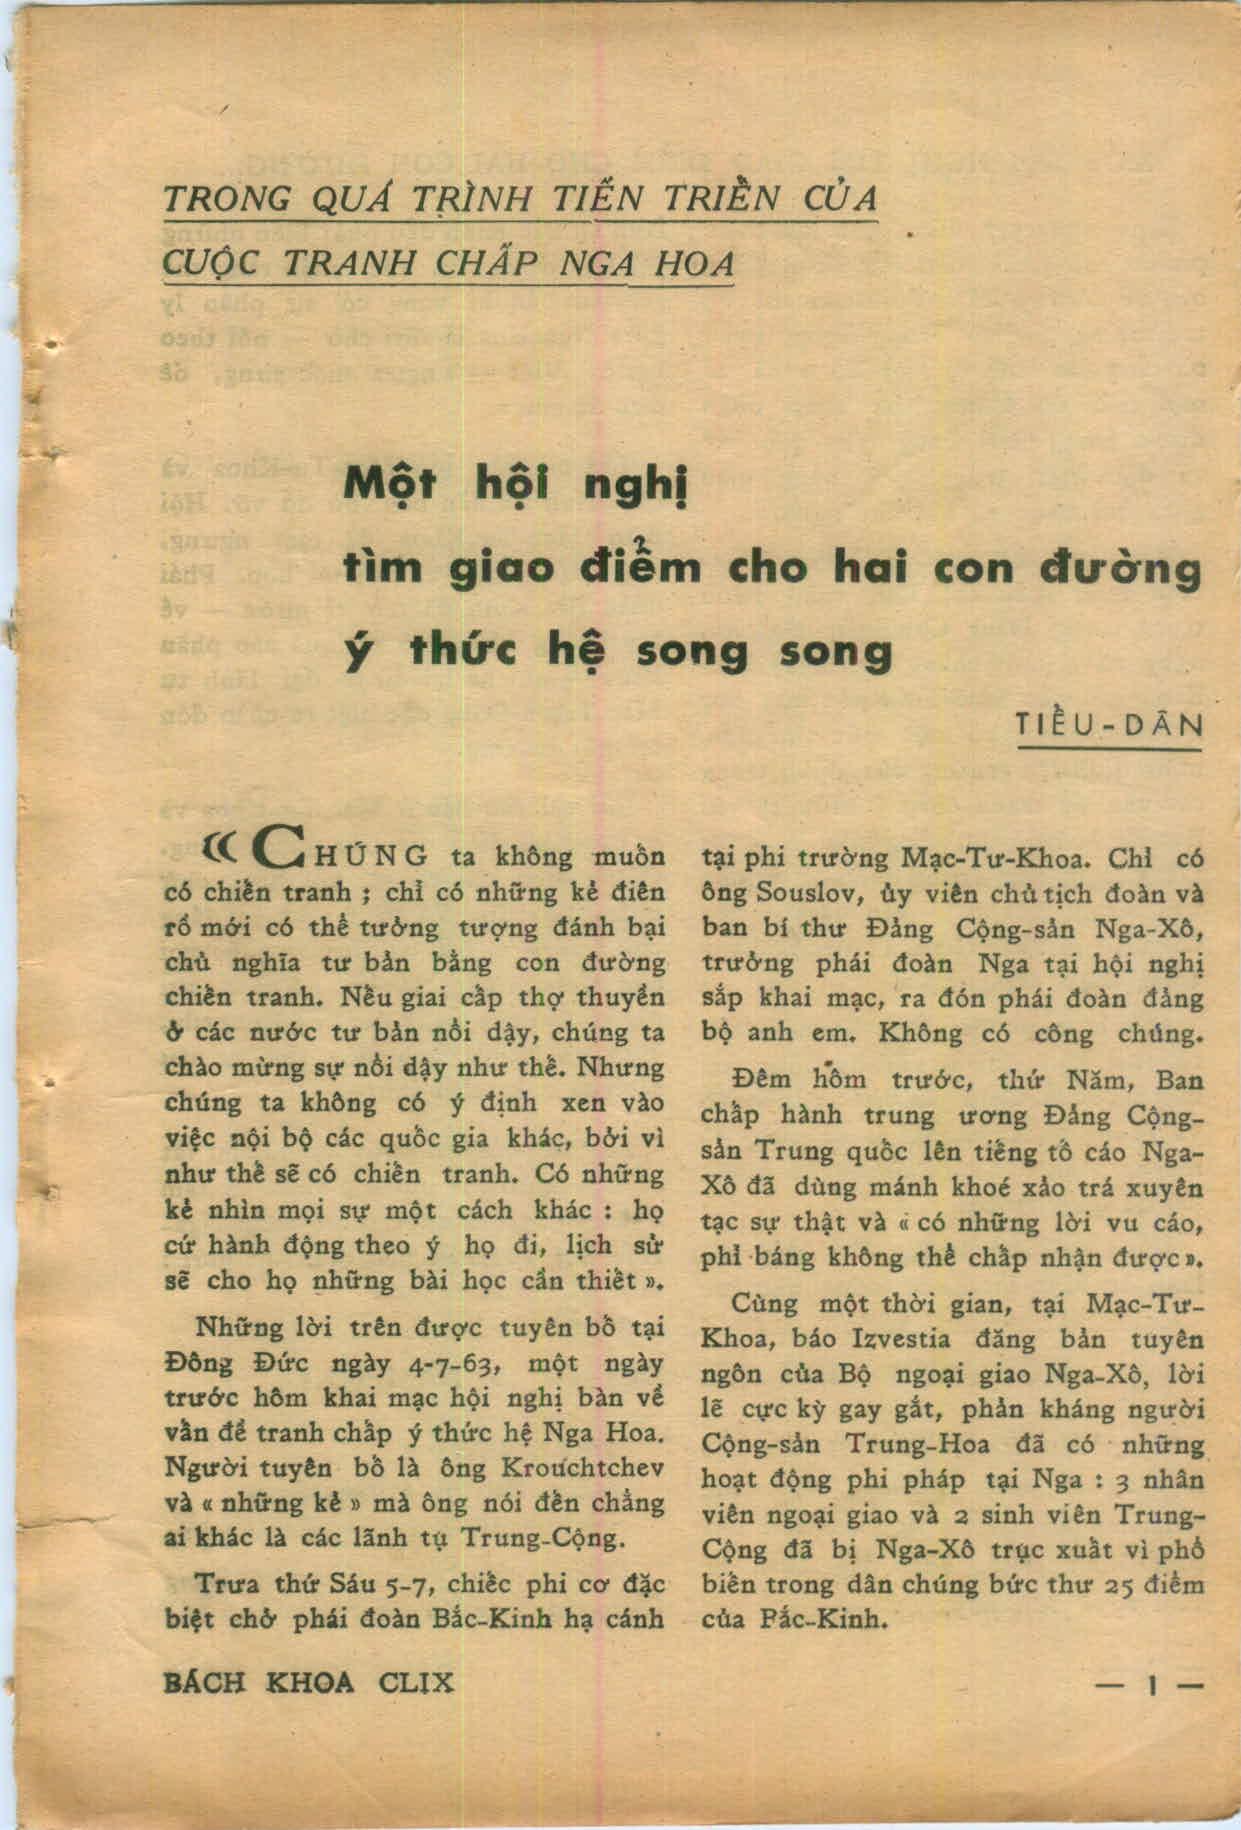 TRONG QUÁ TRÌNH TIẾN TRIỂN CỦA
CUỘC TRANH CHẤP NGA HOA
Một hội nghị
tìm giao điểm cho hai con đường
ý thức hệ song song
TIỂU-DÂN
« CHÚNG ta không muốn
có chiến tranh ; chỉ có những kẻ điên
rồ mới có thể tưởng tượng đánh bại
chủ nghĩa tư bản bằng con đường
chiến tranh. Nếu giai cấp thợ thuyền
ở các nước tư bản nổi dậy, chúng ta
chào mừng sự nổi dậy như thế. Nhưng
chúng ta không có ý định xen vào
việc nội bộ các quốc gia khác, bởi vì
như thế sẽ có chiến tranh. Có những
kẻ nhìn mọi sự một cách khác : họ
cứ hành động theo ý họ đi, lịch sử
sẽ cho họ những bài học cần thiết ».
Những lời trên được tuyên bố tại
Đông Đức ngày 4-7-63, một ngày
trước hôm khai mạc hội nghị bàn về
vấn đề tranh chấp ý thức hệ Nga Hoa.
Người tuyên bố là ông Krouchtchev
và « những kẻ » mà ông nói đến chẳng
ai khác là các lãnh tụ Trung-Cộng.
Trưa thứ Sáu 5-7, chiếc phi cơ đặc
biệt chở phái đoàn Bắc-Kinh hạ cánh
tại phi trường Mạc-Tư-Khoa. Chỉ có
ông Souslov, ủy viên chủ tịch đoàn và
ban bí thư Đảng Cộng-sản Nga-Xô,
trưởng phái đoàn Nga tại hội nghị
sắp khai mạc, ra đón phái đoàn đảng
bộ anh em. Không có công chúng.
Đêm hôm trước, thứ Năm, Ban
chấp hành trung ương Đảng Cộng-
sản Trung quốc lên tiếng tố cáo Nga-
Xô đã dùng mánh khoé xảo trá xuyên
tạc sự thật và « có những lời vu cáo,
phỉ báng không thể chấp nhận được ».
Cùng một thời gian, tại Mạc-Tư-
Khoa, báo Izvestia đăng bản tuyên
ngôn của Bộ ngoại giao Nga-Xô, lời
lẽ cực kỳ gay gắt, phản kháng người
Cộng-sản Trung-Hoa đã có những
hoạt động phi pháp tại Nga : 3 nhân
viên ngoại giao và 2 sinh viên Trung-
Cộng đã bị Nga-Xô trục xuất vì phổ
biến trong dân chúng bức thư 25 điểm
của Bắc-Kinh.
BÁCH KHOA CLIX
— 1 —